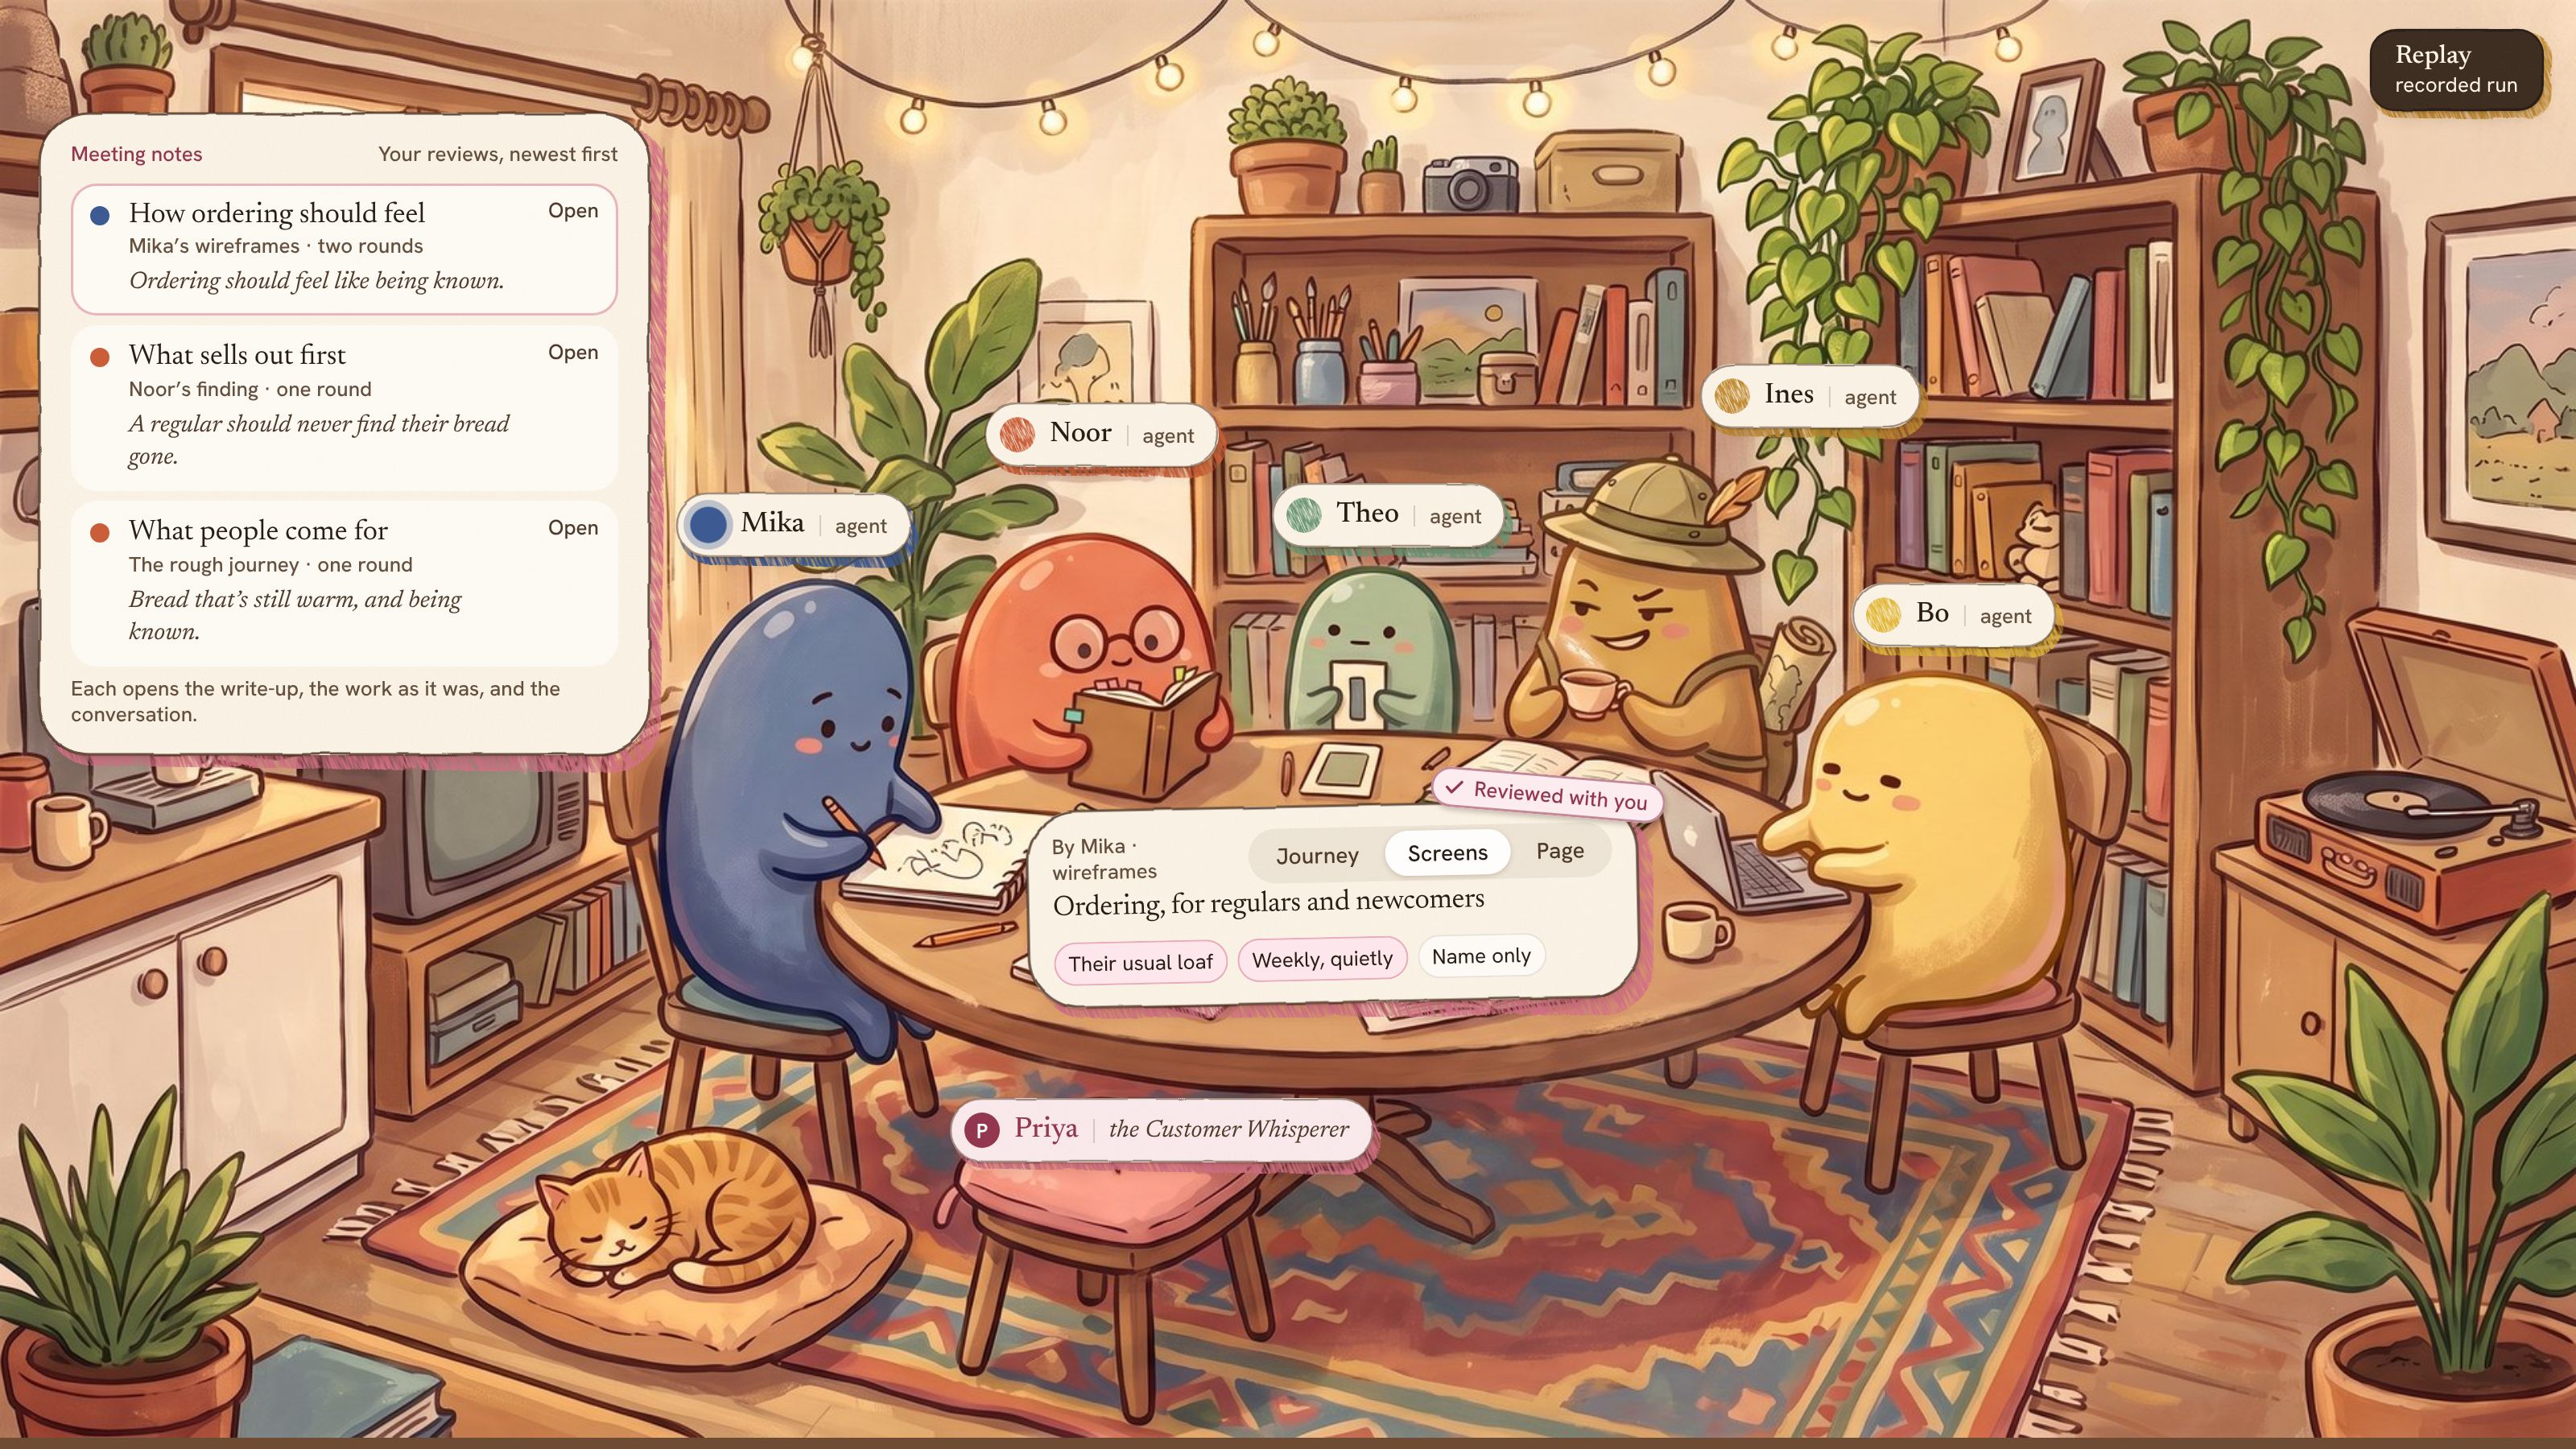 Replay
recorded run
Meeting notes
Your reviews, newest first
How ordering should feel
Open
Mika’s wireframes · two rounds
Ordering should feel like being known.
What sells out first
Open
Noor’s finding · one round
A regular should never find their bread
gone.
What people come for
Open
The rough journey · one round
Bread that’s still warm, and being
known.
Each opens the write-up, the work as it was, and the
conversation.
Ines agent
Noor agent
Theo agent
Mika agent
Bo agent
✓ Reviewed with you
By Mika ·
wireframes
Journey Screens Page
Ordering, for regulars and newcomers
Their usual loaf Weekly, quietly Name only
P Priya the Customer Whisperer